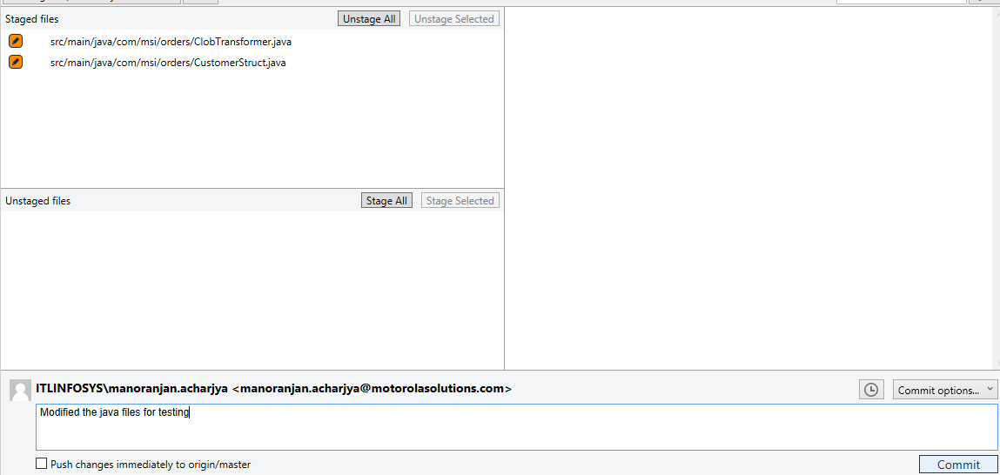 Staged files
Unstage All
Unstage Selected
src/main/java/com/msi/orders/ClobTransformer.java
src/main/java/com/msi/orders/CustomerStruct.java
Unstaged files
Stage All
Stage Selected
ITLINFOSYS\manoranjan.acharjya <manoranjan.acharjya@motorolasolutions.com>
Commit options...
Modified the java files for testing
Push changes immediately to origin/master
Commit